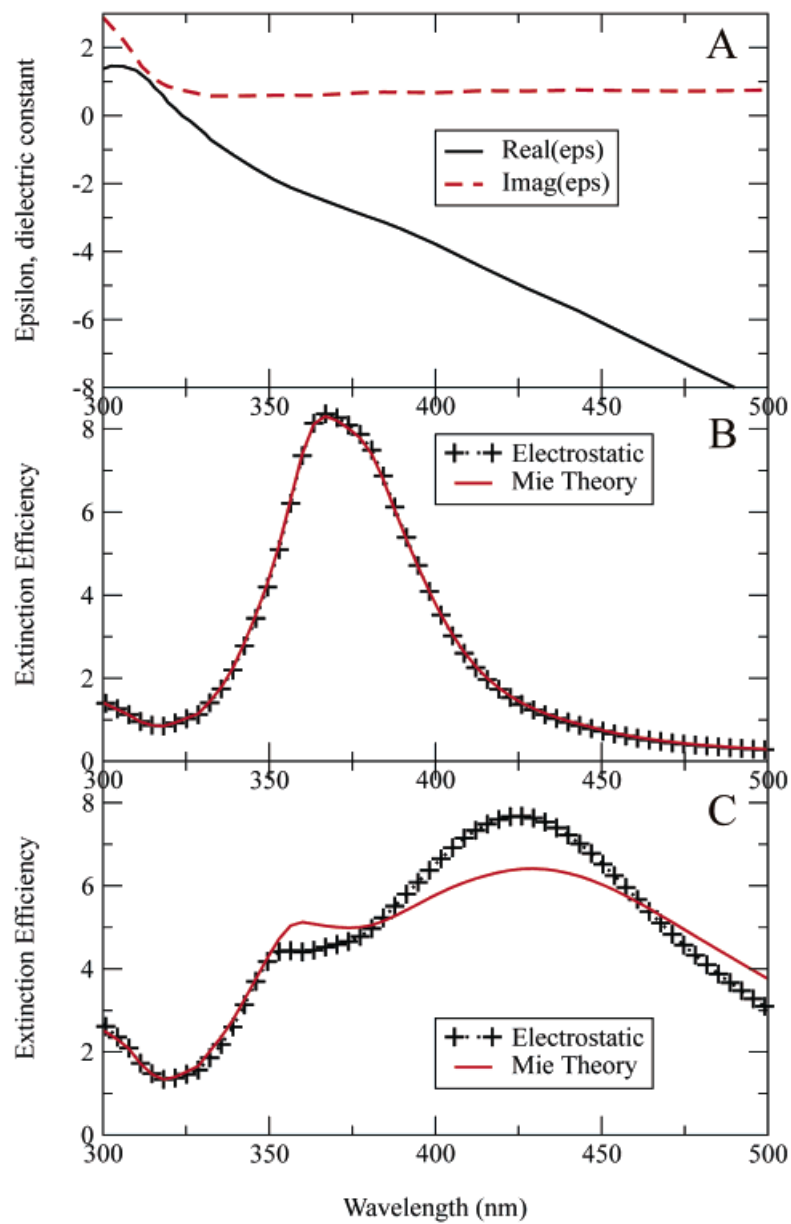 A
Epsilon, dielectric constant
2
0
-2
-4
-6
-8
Real(eps)
Imag(eps)
300 350 400 450 500
B
Extinction Efficiency
8
6
4
2
0
Electrostatic
Mie Theory
300 350 400 450 500
C
Extinction Efficiency
8
6
4
2
0
Electrostatic
Mie Theory
300 350 400 450 500
Wavelength (nm)